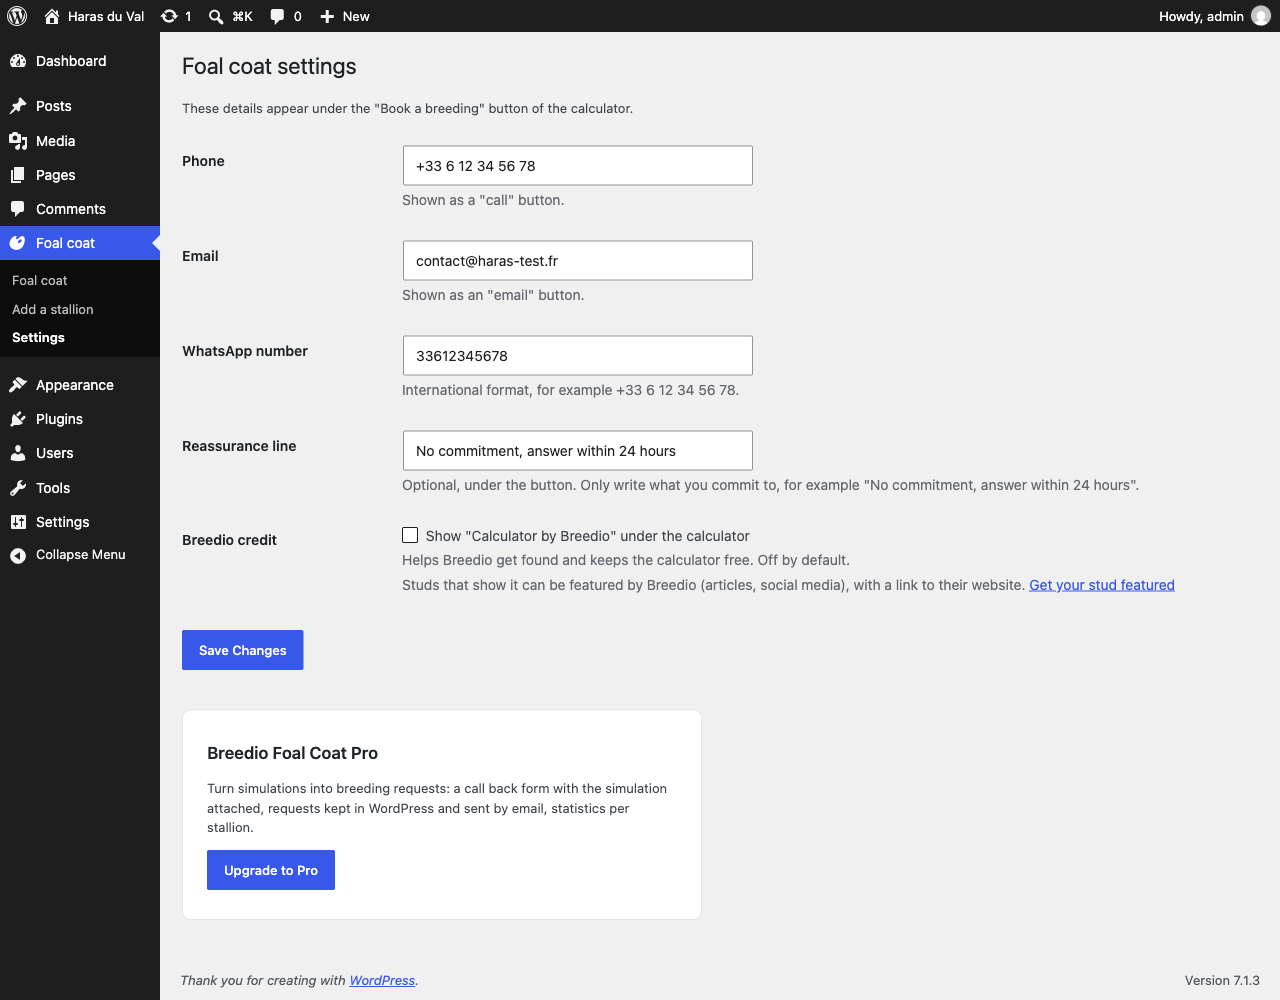 Haras du Val
1
⌘K
0
New
Howdy, admin
Dashboard
Posts
Media
Pages
Comments
Foal coat
Foal coat
Add a stallion
Settings
Appearance
Plugins
Users
Tools
Settings
Collapse Menu
Foal coat settings
These details appear under the "Book a breeding" button of the calculator.
Phone
+33 6 12 34 56 78
Shown as a "call" button.
Email
contact@haras-test.fr
Shown as an "email" button.
WhatsApp number
33612345678
International format, for example +33 6 12 34 56 78.
Reassurance line
No commitment, answer within 24 hours
Optional, under the button. Only write what you commit to, for example "No commitment, answer within 24 hours".
Breedio credit
Show "Calculator by Breedio" under the calculator
Helps Breedio get found and keeps the calculator free. Off by default.
Studs that show it can be featured by Breedio (articles, social media), with a link to their website. Get your stud featured
Save Changes
Breedio Foal Coat Pro
Turn simulations into breeding requests: a call back form with the simulation
attached, requests kept in WordPress and sent by email, statistics per
stallion.
Upgrade to Pro
Thank you for creating with WordPress.
Version 7.1.3